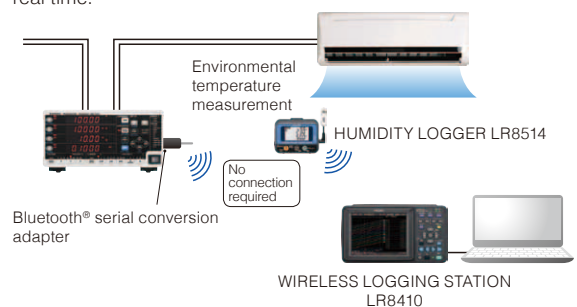 real time.
Environmental
temperature
measurement
HUMIDITY LOGGER LR8514
No
connection
required
Bluetooth® serial conversion
adapter
WIRELESS LOGGING STATION
LR8410